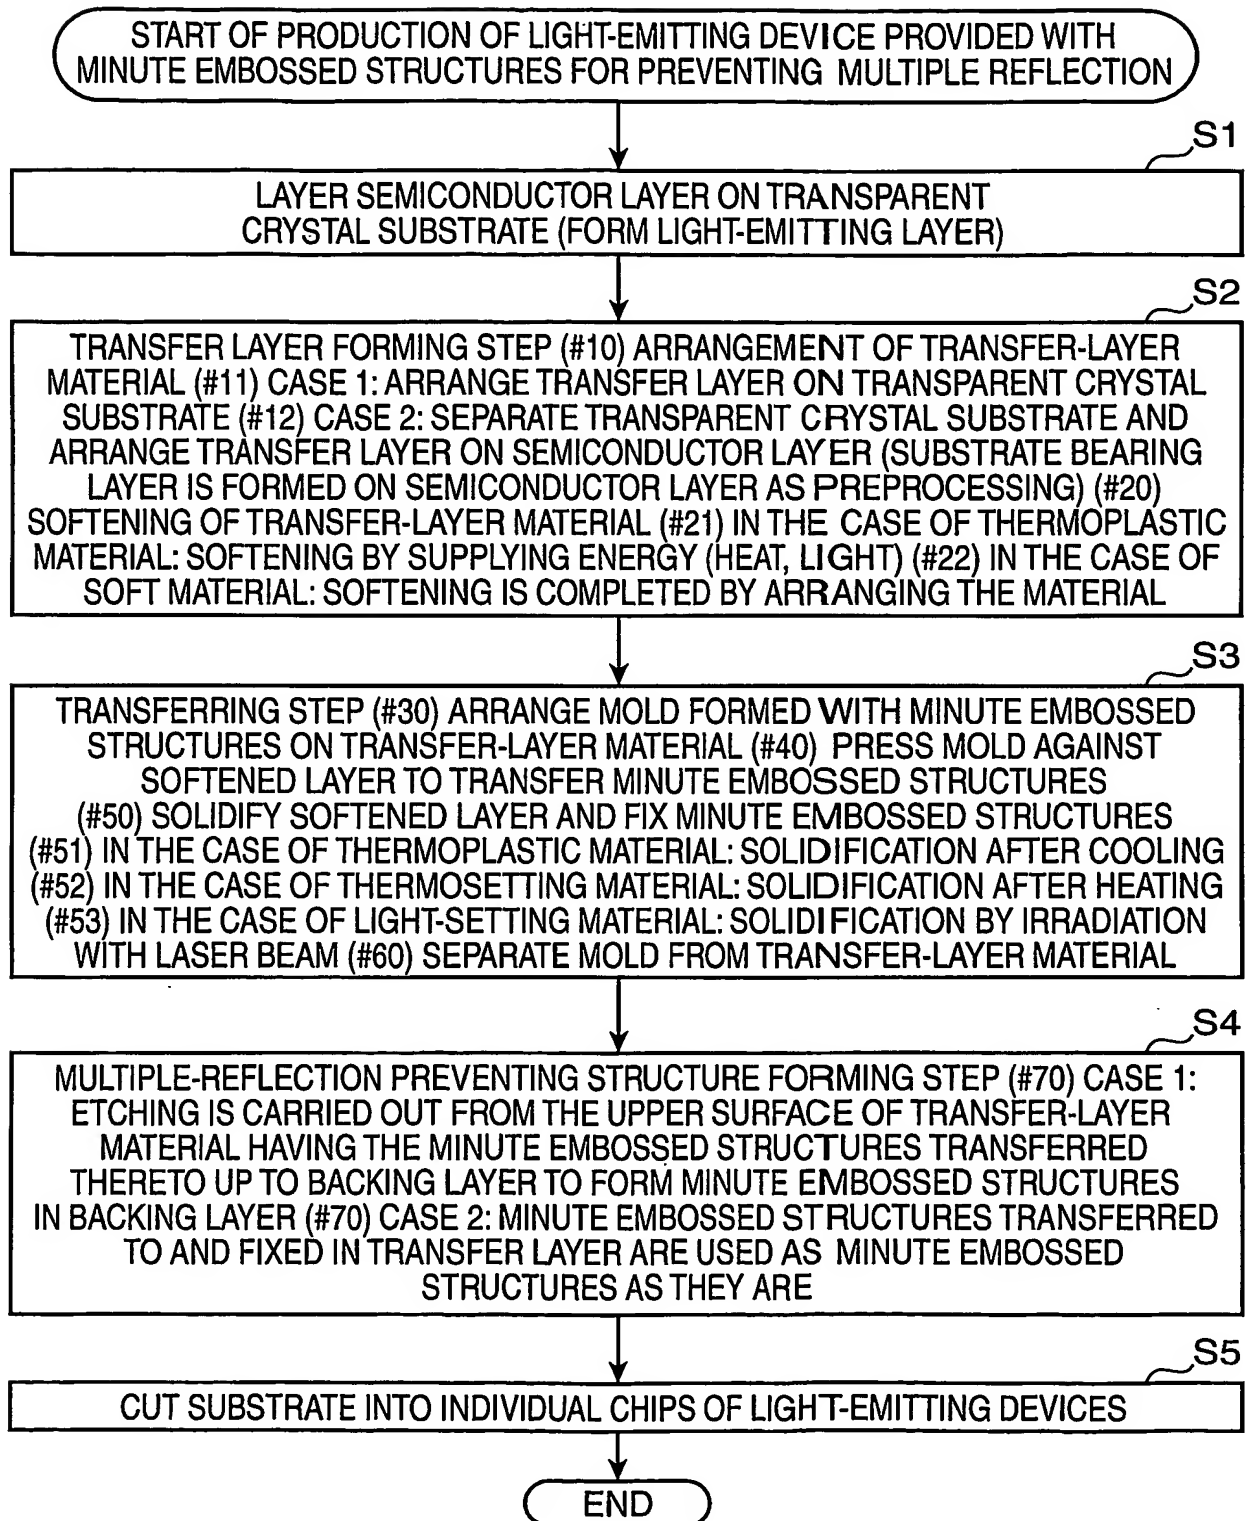 START OF PRODUCTION OF LIGHT-EMITTING DEVICE PROVIDED WITH
MINUTE EMBOSSED STRUCTURES FOR PREVENTING MULTIPLE REFLECTION
S1
LAYER SEMICONDUCTOR LAYER ON TRANSPARENT
CRYSTAL SUBSTRATE (FORM LIGHT-EMITTING LAYER)
S2
TRANSFER LAYER FORMING STEP (#10) ARRANGEMENT OF TRANSFER-LAYER
MATERIAL (#11) CASE 1: ARRANGE TRANSFER LAYER ON TRANSPARENT CRYSTAL
SUBSTRATE (#12) CASE 2: SEPARATE TRANSPARENT CRYSTAL SUBSTRATE AND
ARRANGE TRANSFER LAYER ON SEMICONDUCTOR LAYER (SUBSTRATE BEARING
LAYER IS FORMED ON SEMICONDUCTOR LAYER AS PREPROCESSING) (#20)
SOFTENING OF TRANSFER-LAYER MATERIAL (#21) IN THE CASE OF THERMOPLASTIC
MATERIAL: SOFTENING BY SUPPLYING ENERGY (HEAT, LIGHT) (#22) IN THE CASE OF
SOFT MATERIAL: SOFTENING IS COMPLETED BY ARRANGING THE MATERIAL
S3
TRANSFERRING STEP (#30) ARRANGE MOLD FORMED WITH MINUTE EMBOSSED
STRUCTURES ON TRANSFER-LAYER MATERIAL (#40) PRESS MOLD AGAINST
SOFTENED LAYER TO TRANSFER MINUTE EMBOSSED STRUCTURES
(#50) SOLIDIFY SOFTENED LAYER AND FIX MINUTE EMBOSSED STRUCTURES
(#51) IN THE CASE OF THERMOPLASTIC MATERIAL: SOLIDIFICATION AFTER COOLING
(#52) IN THE CASE OF THERMOSETTING MATERIAL: SOLIDIFICATION AFTER HEATING
(#53) IN THE CASE OF LIGHT-SETTING MATERIAL: SOLIDIFICATION BY IRRADIATION
WITH LASER BEAM (#60) SEPARATE MOLD FROM TRANSFER-LAYER MATERIAL
S4
MULTIPLE-REFLECTION PREVENTING STRUCTURE FORMING STEP (#70) CASE 1:
ETCHING IS CARRIED OUT FROM THE UPPER SURFACE OF TRANSFER-LAYER
MATERIAL HAVING THE MINUTE EMBOSSED STRUCTURES TRANSFERRED
THERETO UP TO BACKING LAYER TO FORM MINUTE EMBOSSED STRUCTURES
IN BACKING LAYER (#70) CASE 2: MINUTE EMBOSSED STRUCTURES TRANSFERRED
TO AND FIXED IN TRANSFER LAYER ARE USED AS MINUTE EMBOSSED
STRUCTURES AS THEY ARE
S5
CUT SUBSTRATE INTO INDIVIDUAL CHIPS OF LIGHT-EMITTING DEVICES
END